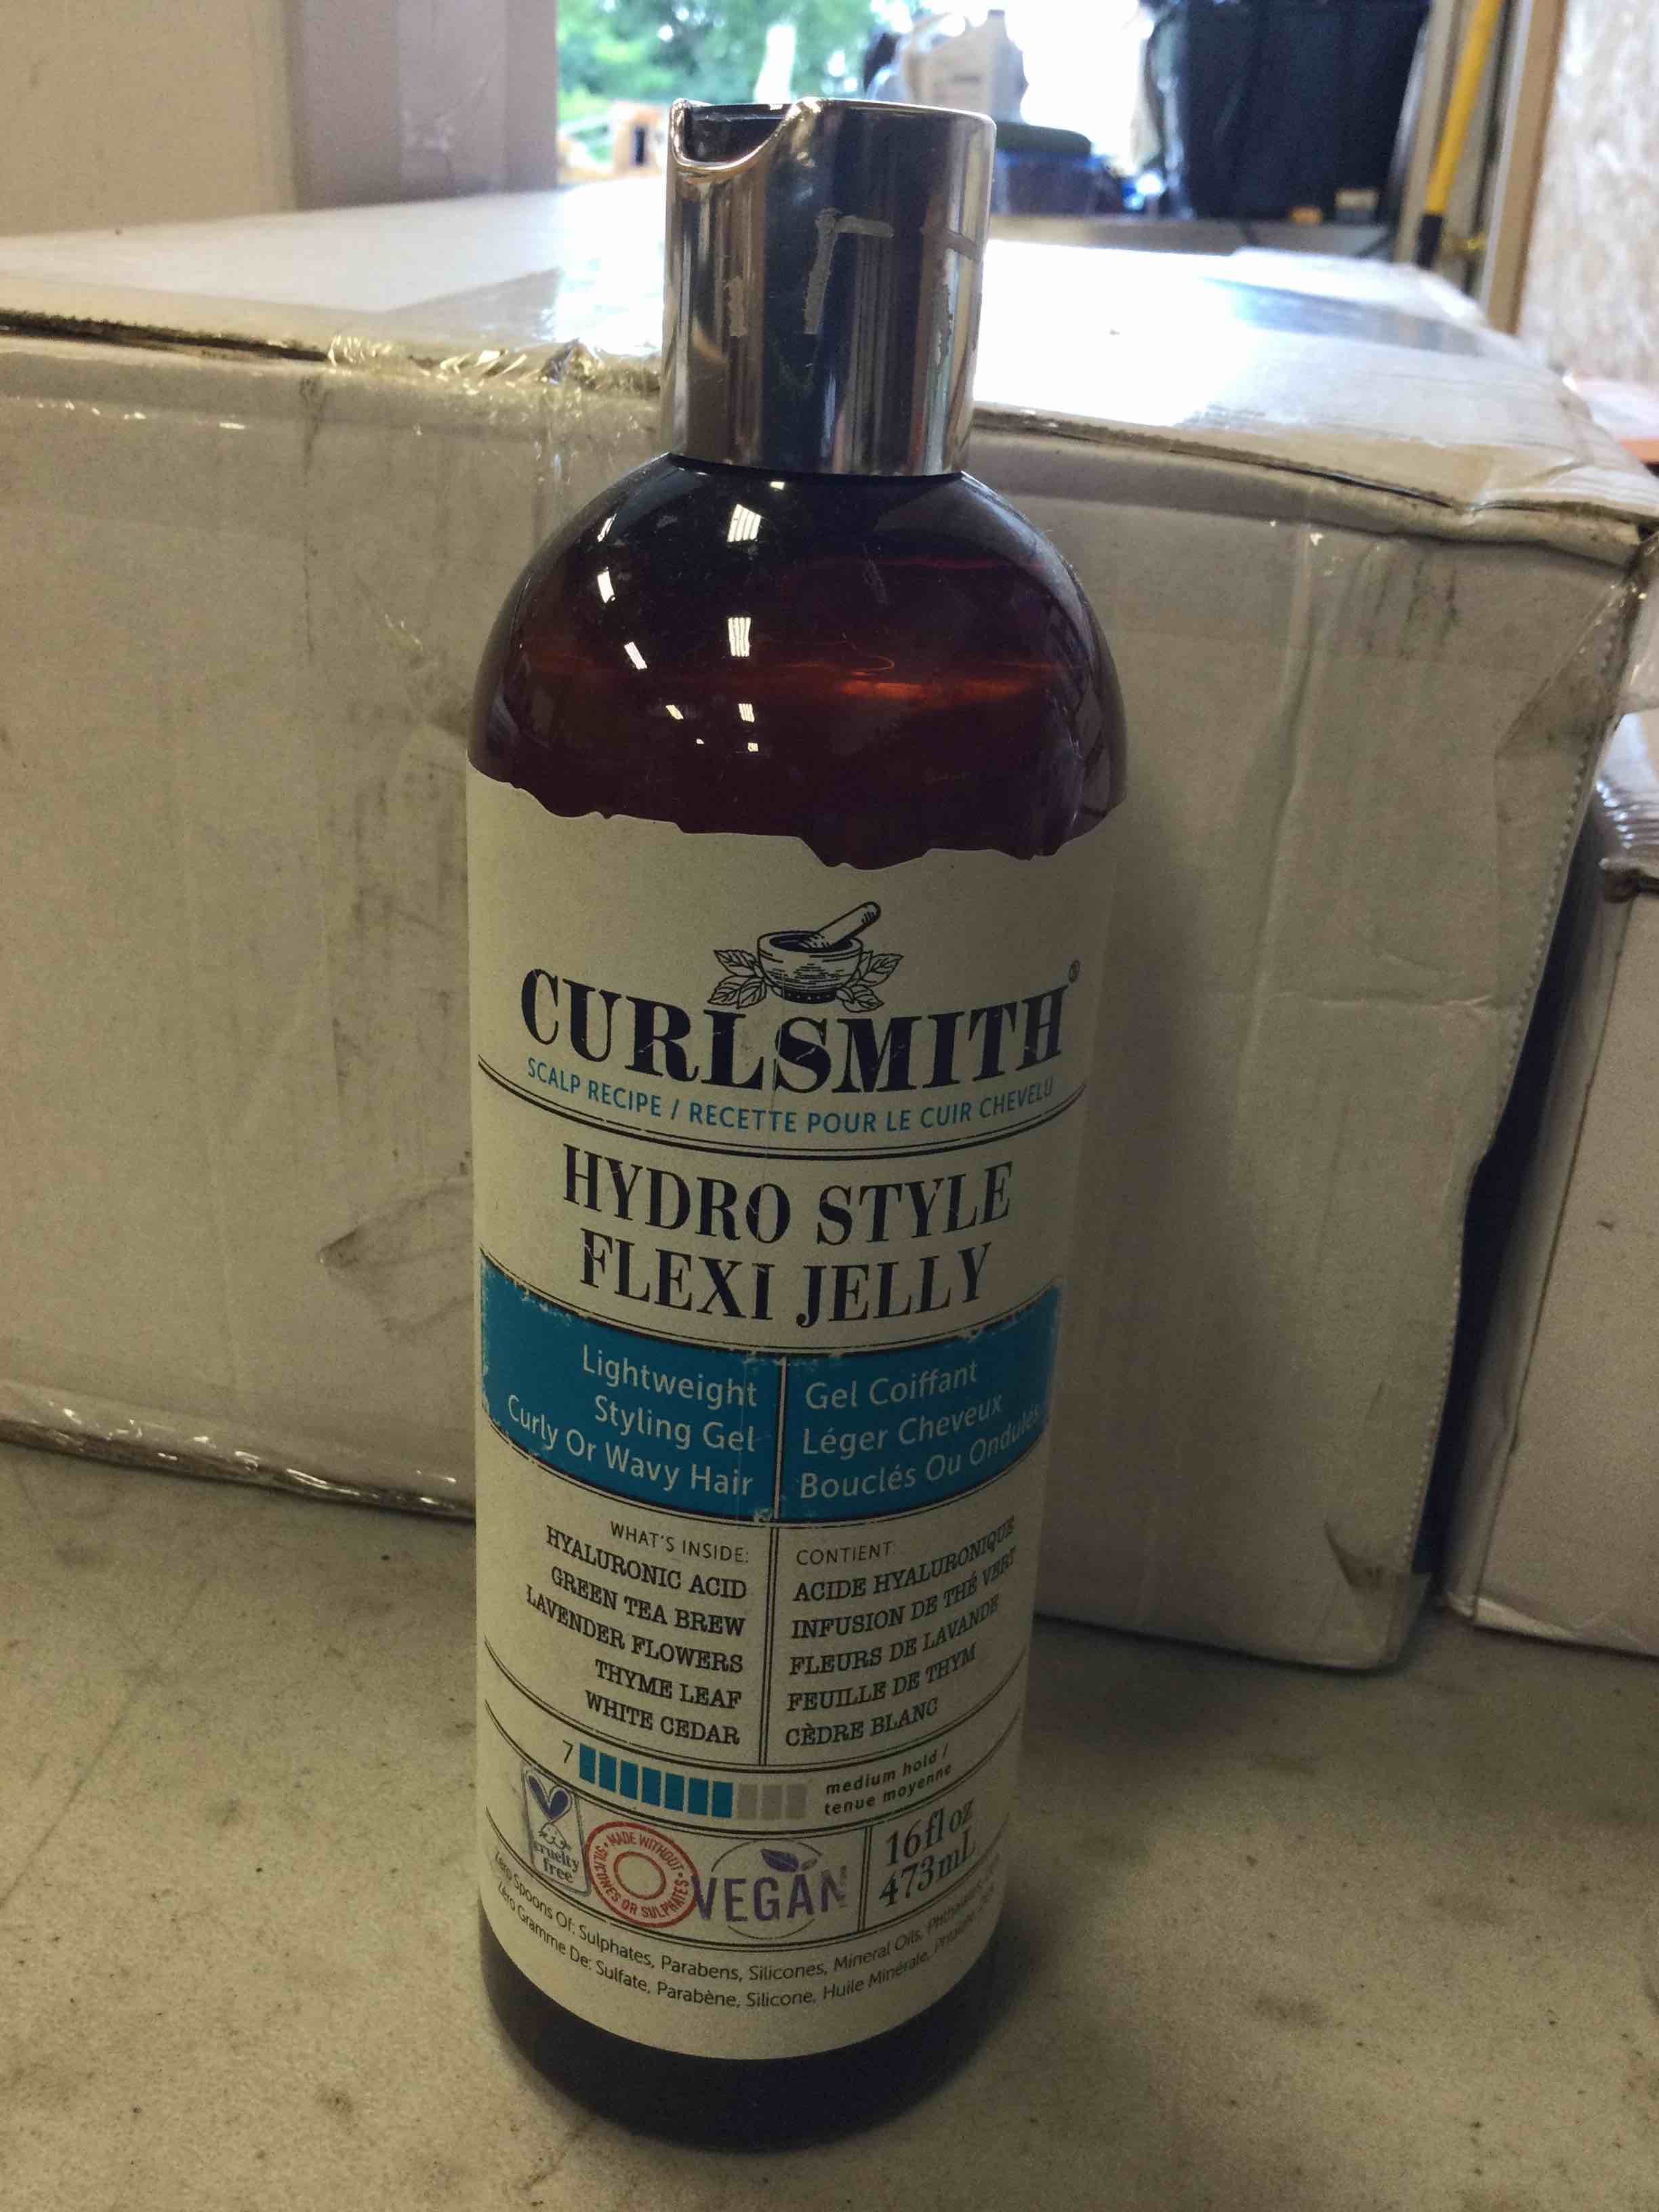 CURLSMITH®
SCALP RECIPE / RECETTE POUR LE CUIR CHEVELU
HYDRO STYLE
FLEXI JELLY
Lightweight
Styling Gel
Curly Or Wavy Hair
Gel Coiffant
Léger Cheveux
Bouclés Ou Ondulés
WHAT'S INSIDE:
HYALURONIC ACID
GREEN TEA BREW
LAVENDER FLOWERS
THYME LEAF
WHITE CEDAR
CONTIENT:
ACIDE HYALURONIQUE
INFUSION DE THÉ VERT
FLEURS DE LAVANDE
FEUILLE DE THYM
CÈDRE BLANC
7
medium hold /
tenue moyenne
cruelty
free
• MADE WITHOUT • SILICONES OR SULPHATES
VEGAN
16fl oz
473mL
Zero Spoons Of: Sulphates, Parabens, Silicones, Mineral Oils,
Zéro Gramme De: Sulfate, Parabène, Silicone, Huile Minérale,